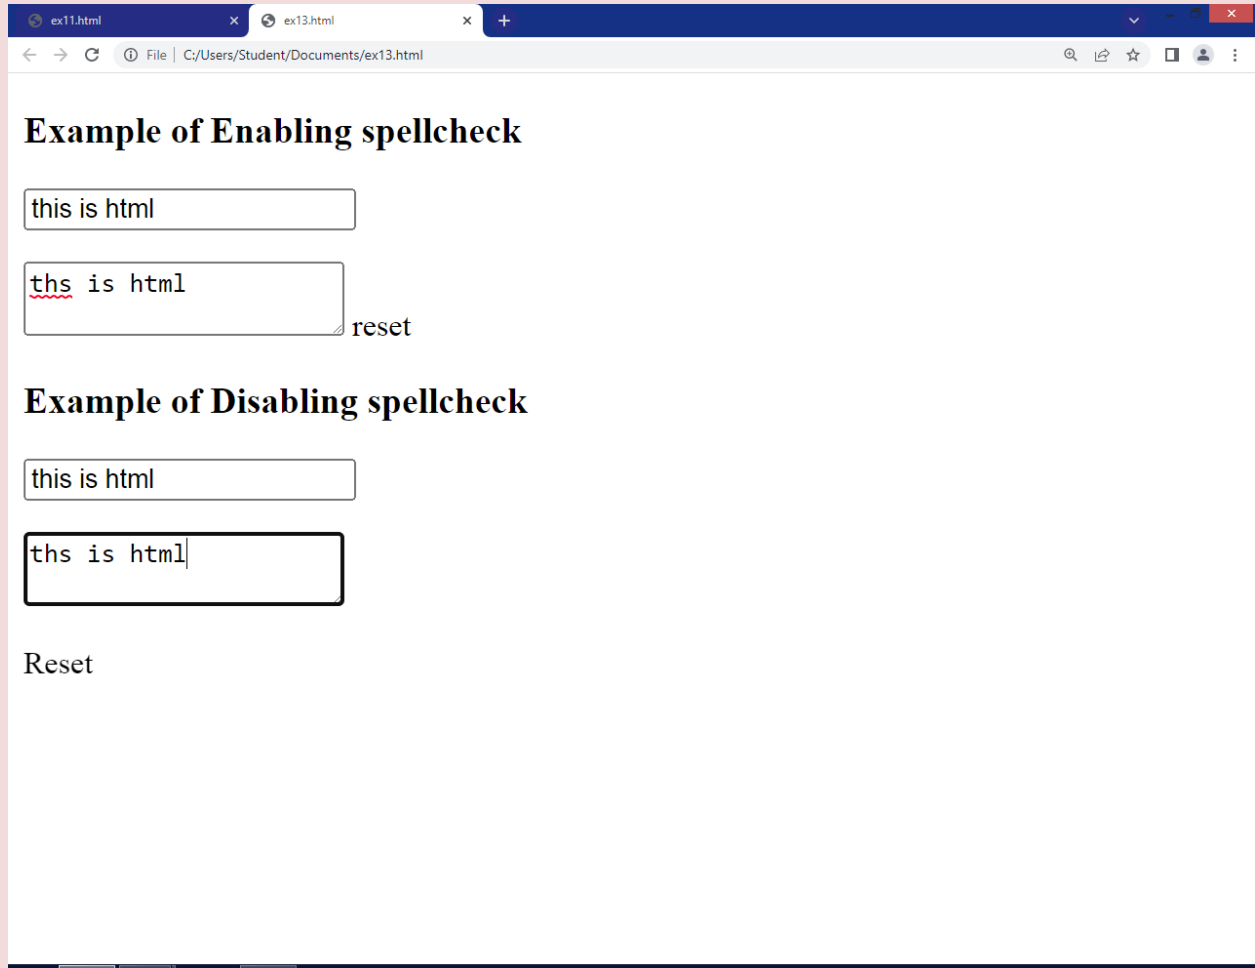 ex11.html
ex13.html
File C:/Users/Student/Documents/ex13.html
Example of Enabling spellcheck
this is html
ths is html
reset
Example of Disabling spellcheck
this is html
ths is html
Reset